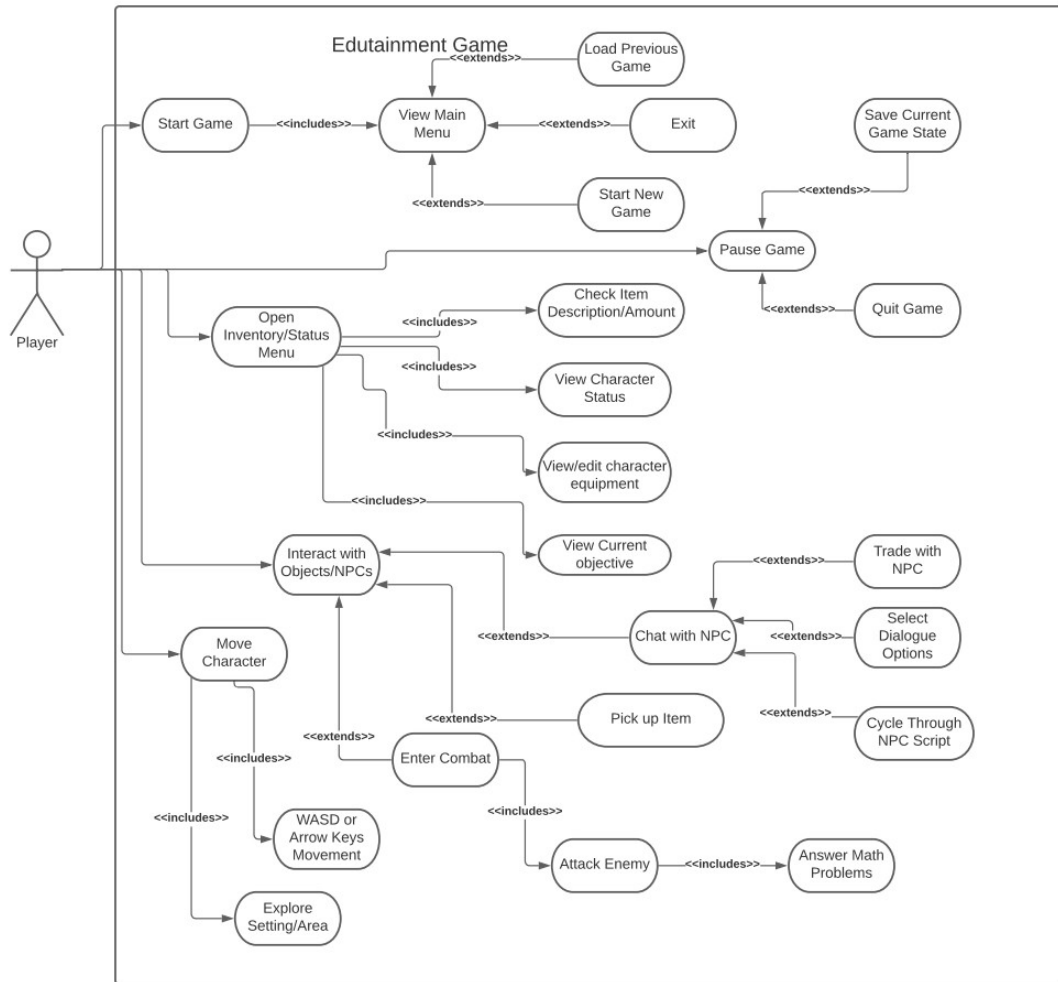 Edutainment Game
Load Previous
Game
<<extends>>
Start Game
<<includes>>
View Main
Menu
<<extends>>
Exit
Save Current
Game State
<<extends>>
Start New
Game
<<extends>>
Pause Game
Player
Open
Inventory/Status
Menu
<<includes>>
Check Item
Description/Amount
<<extends>>
Quit Game
<<includes>>
View Character
Status
<<includes>>
View/edit character
equipment
<<includes>>
View Current
objective
Interact with
Objects/NPCs
<<extends>>
Trade with
NPC
<<extends>>
Chat with NPC
<<extends>>
Select
Dialogue
Options
Move
Character
<<extends>>
Pick up Item
<<extends>>
Cycle Through
NPC Script
<<extends>>
Enter Combat
<<includes>>
<<includes>>
<<includes>>
WASD or
Arrow Keys
Movement
Attack Enemy
<<includes>>
Answer Math
Problems
Explore
Setting/Area